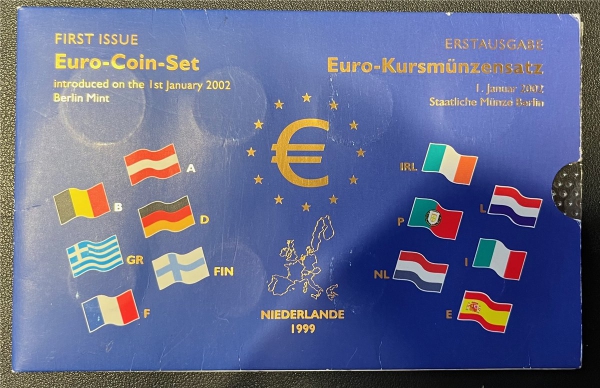 FIRST ISSUE
Euro-Coin-Set
introduced on the 1st January 2002
Berlin Mint
ERSTAUSGABE
Euro-Kursmünzensatz
1. Januar 2002
Staatliche Münze Berlin
€
A
B
D
GR
FIN
F
IRL
L
P
I
NL
E
NIEDERLANDE
1999